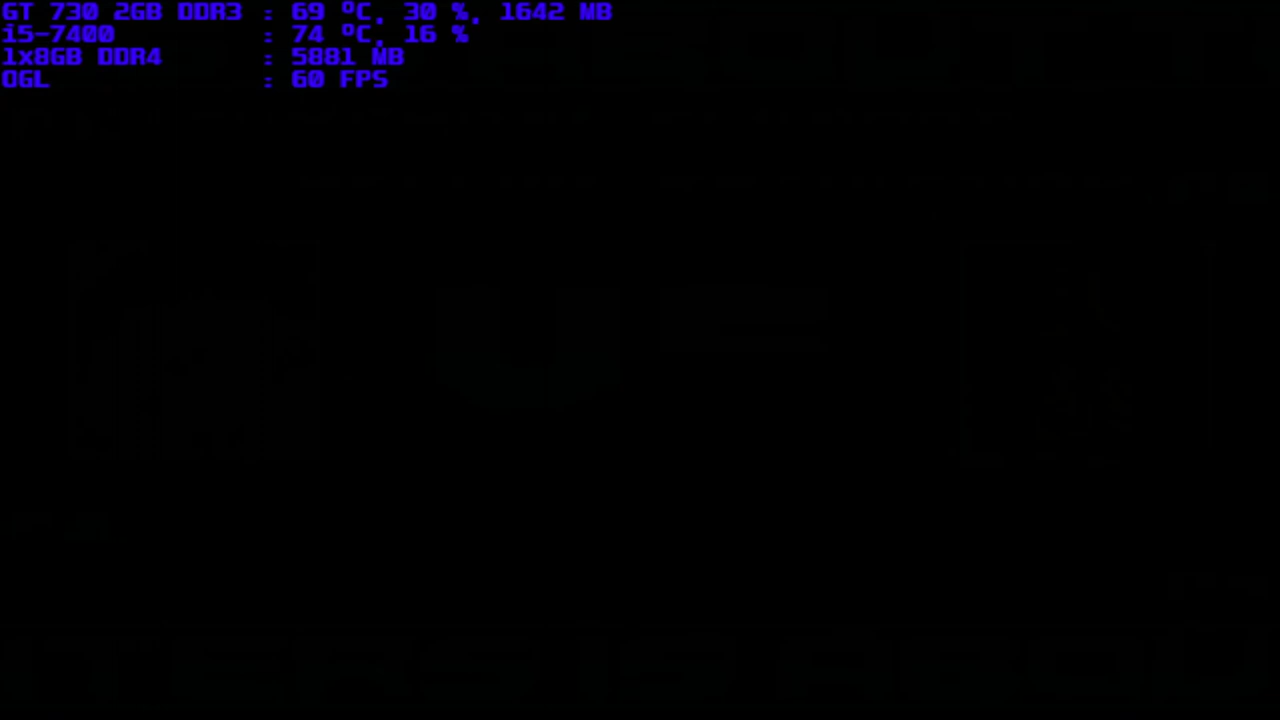 GT 730 2GB DDR3 : 69 ºC, 30 %, 1642 MB
i5-7400 : 74 ºC, 16 %
1x8GB DDR4 : 5881 MB
OGL : 60 FPS